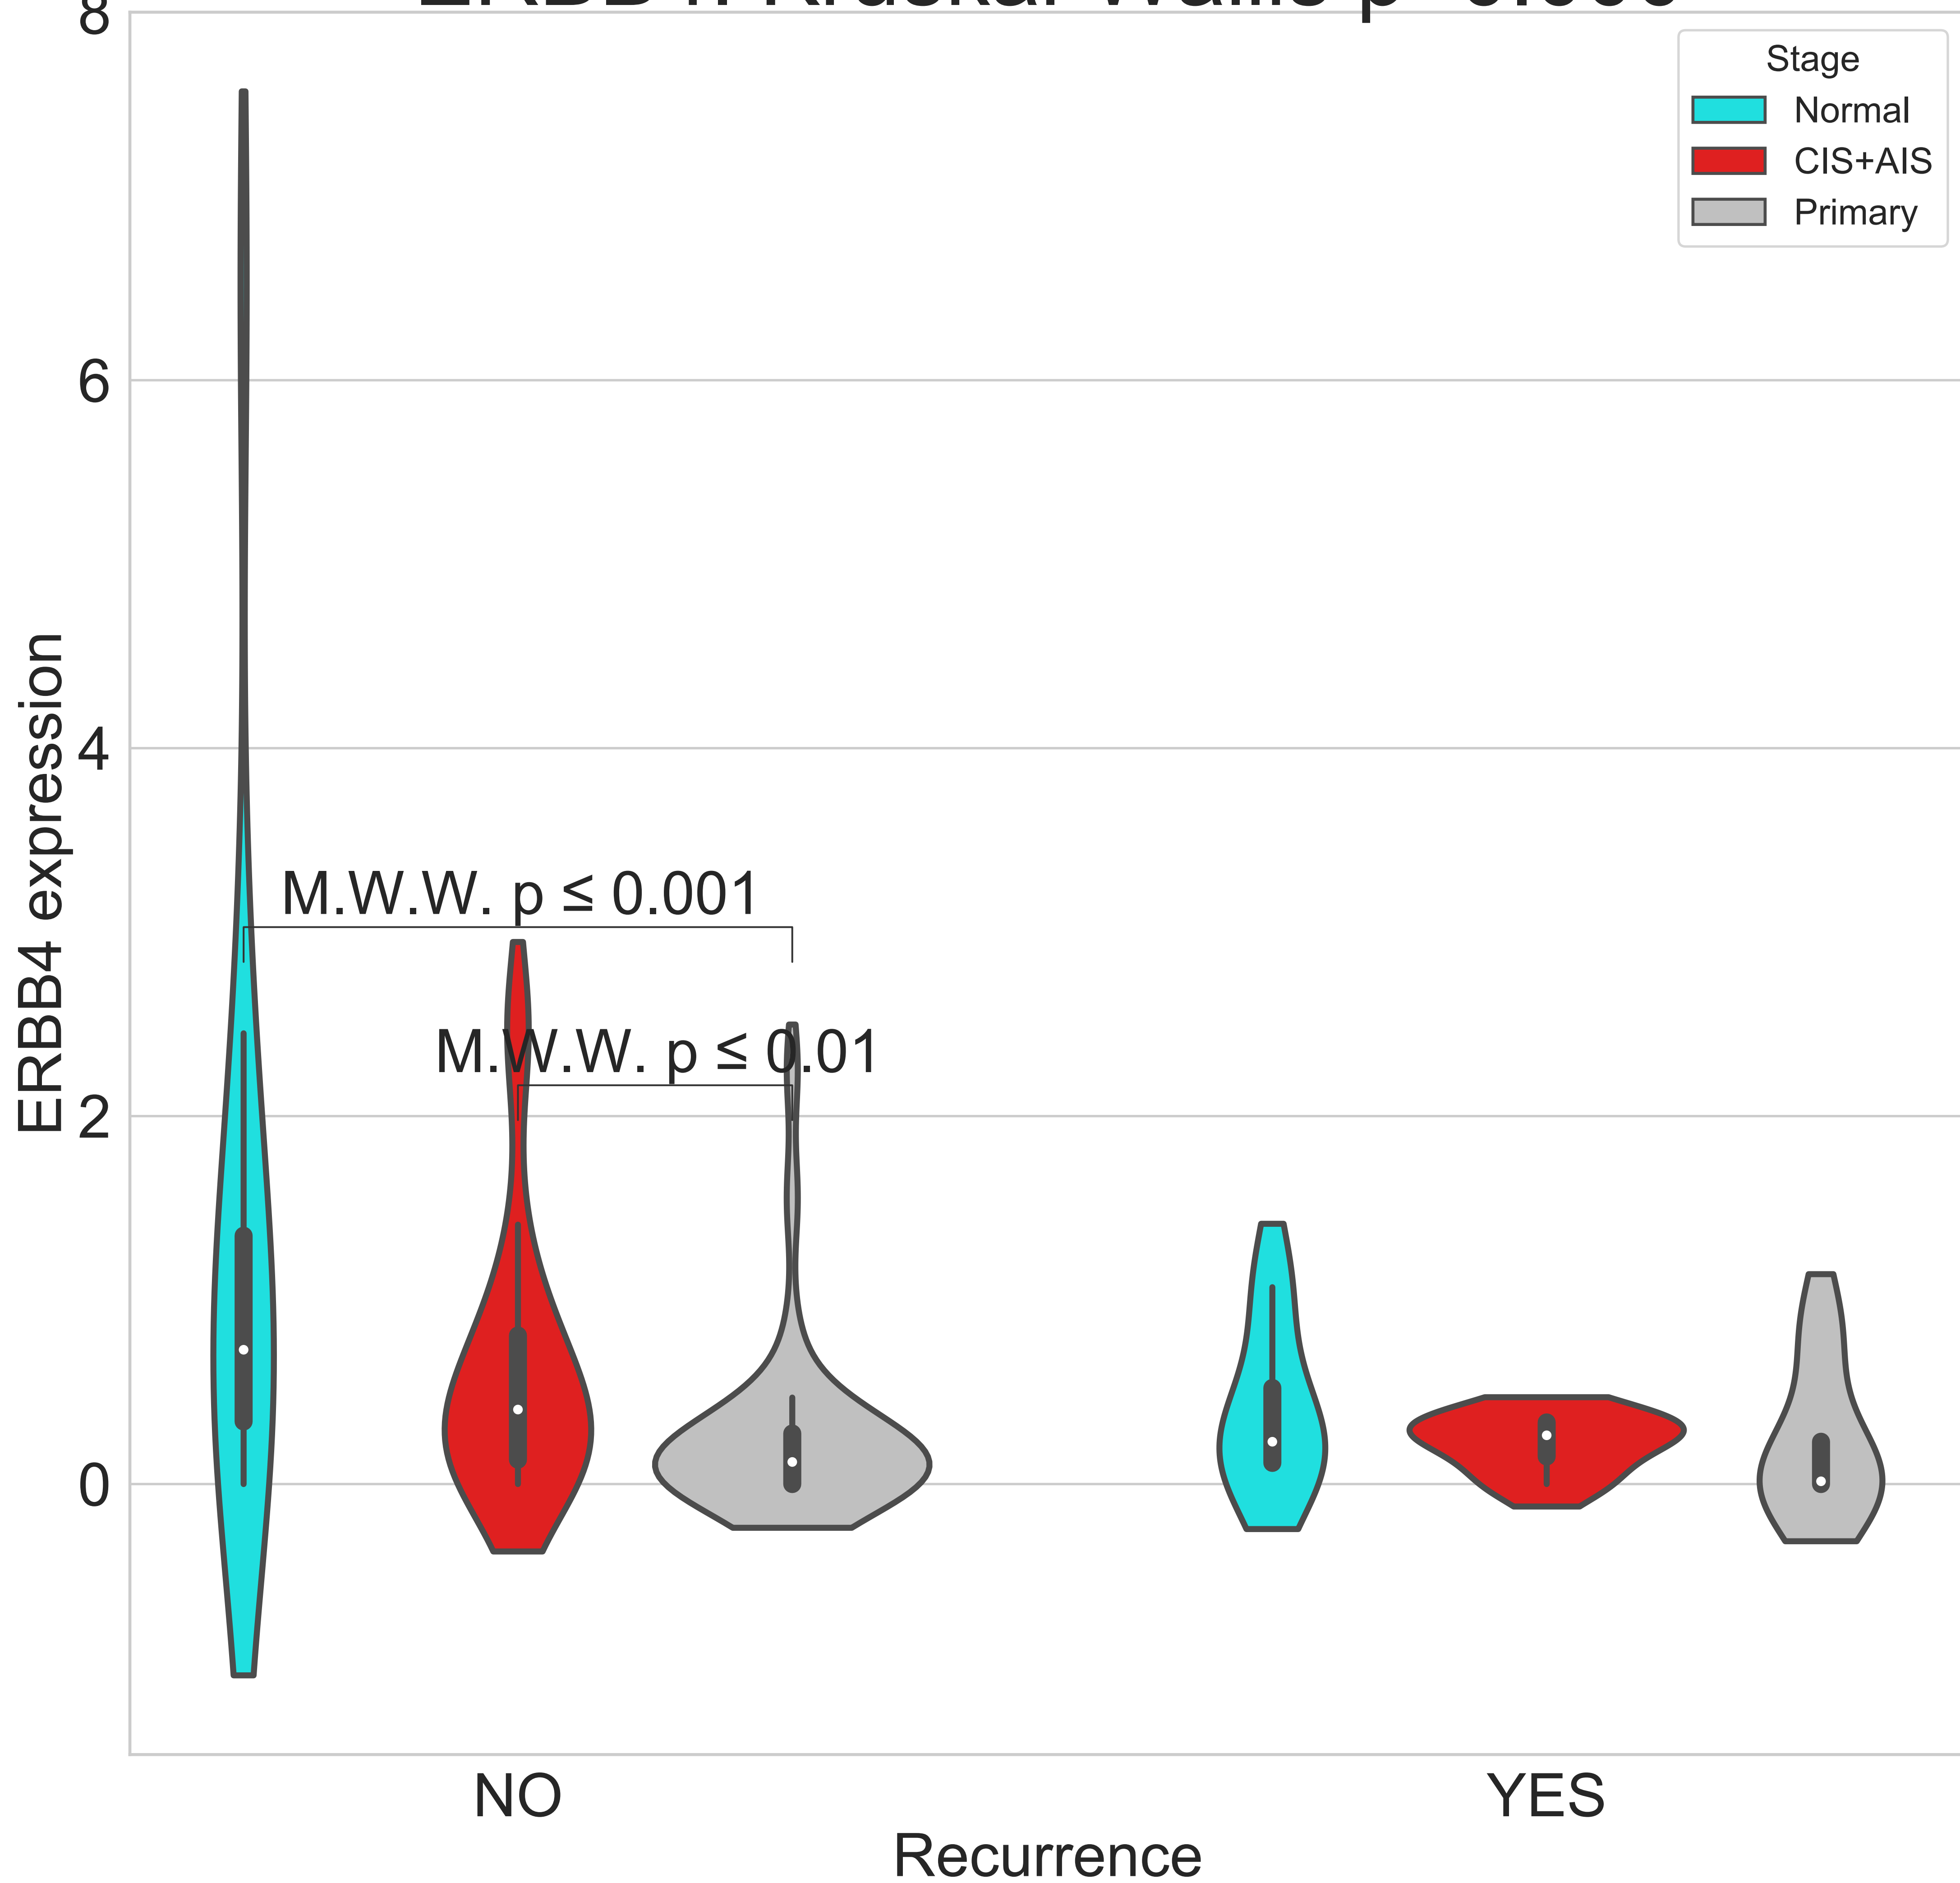 8
6
4
2
0
ERBB4 expression
Stage
Normal
CIS+AIS
Primary
M.W.W. p ≤ 0.001
M.W.W. p ≤ 0.01
NO
YES
Recurrence